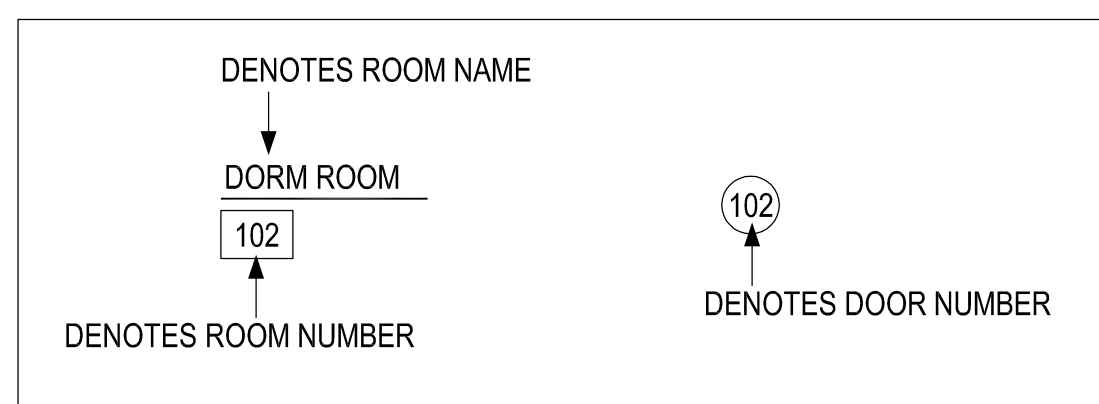 DENOTES ROOM NAME
DORM ROOM
102
DENOTES ROOM NUMBER
102
DENOTES DOOR NUMBER